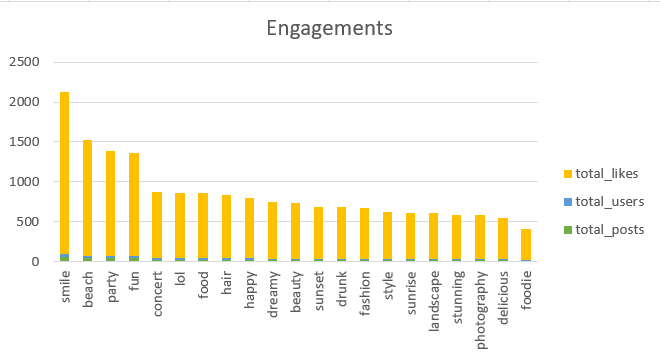 Engagements
2500
2000
1500
1000
500
0
smile
beach
party
fun
concert
lol
food
hair
happy
dreamy
beauty
sunset
drunk
fashion
style
sunrise
landscape
stunning
photography
delicious
foodie
total_likes
total_users
total_posts